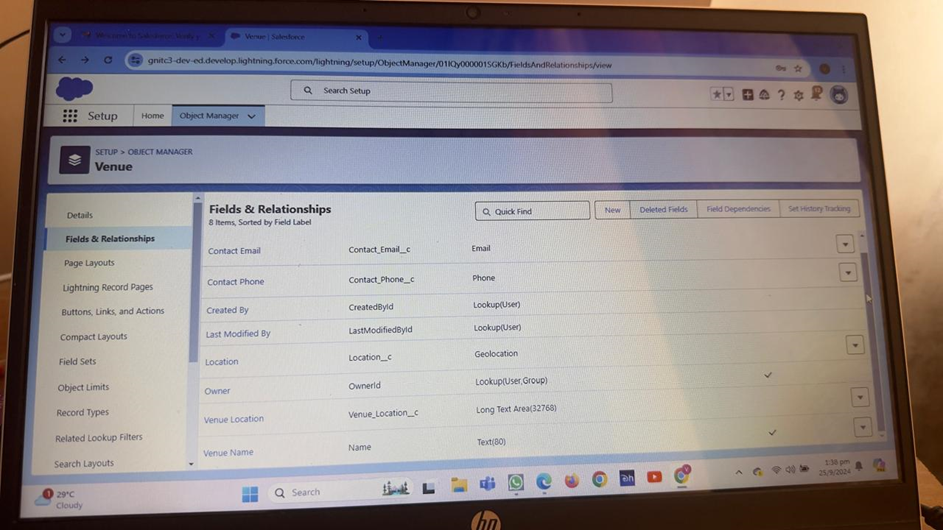 Welcome to Salesforce
Venue | Salesforce
gnitc3-dev-ed.develop.lightning.force.com/lightning/setup/ObjectManager/01IQy000001SGKb/FieldsAndRelationships/view
Search Setup
Setup Home Object Manager
SETUP > OBJECT MANAGER
Venue
Details
Fields & Relationships
Page Layouts
Lightning Record Pages
Buttons, Links, and Actions
Compact Layouts
Field Sets
Object Limits
Record Types
Related Lookup Filters
Search Layouts
Fields & Relationships
8 Items, Sorted by Field Label
Quick Find New Deleted Fields Field Dependencies Set History Tracking
Contact Email Contact_Email__c Email
Contact Phone Contact_Phone__c Phone
Created By CreatedById Lookup(User)
Last Modified By LastModifiedById Lookup(User)
Location Location__c Geolocation
Owner OwnerId Lookup(User,Group)
Venue Location Venue_Location__c Long Text Area(32768)
Venue Name Name Text(80)
1
29°C
Cloudy
Search
1:36 pm
25/9/2024
hp